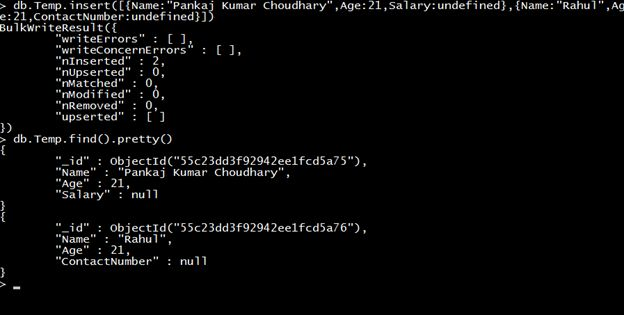 > db.Temp.insert([{Name:"Pankaj Kumar Choudhary",Age:21,Salary:undefined},{Name:"Rahul",Ag
e:21,ContactNumber:undefined}])
BulkWriteResult({
"writeErrors" : [ ],
"writeConcernErrors" : [ ],
"nInserted" : 2,
"nUpserted" : 0,
"nMatched" : 0,
"nModified" : 0,
"nRemoved" : 0,
"upserted" : [ ]
})
> db.Temp.find().pretty()
{
"_id" : ObjectId("55c23dd3f92942ee1fcd5a75"),
"Name" : "Pankaj Kumar Choudhary",
"Age" : 21,
"Salary" : null
}
{
"_id" : ObjectId("55c23dd3f92942ee1fcd5a76"),
"Name" : "Rahul",
"Age" : 21,
"ContactNumber" : null
}
> _